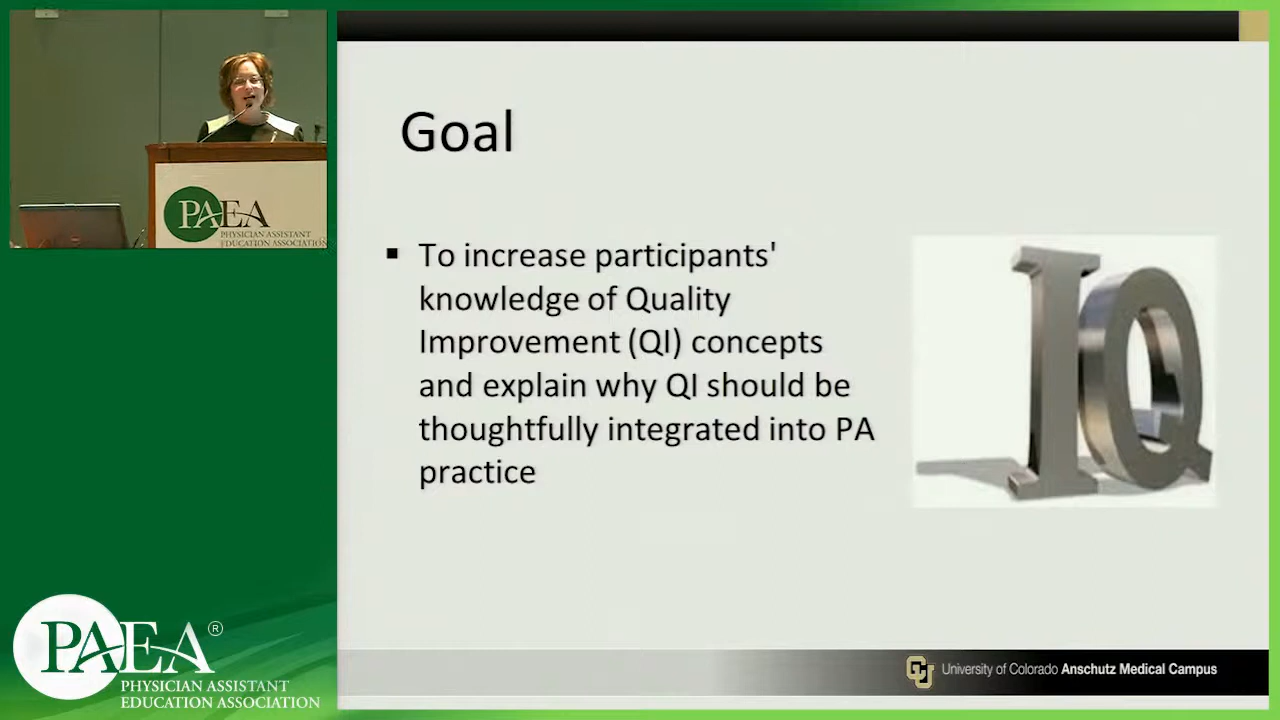 PAEA
PHYSICIAN ASSISTANT
EDUCATION ASSOCIATION
Goal
▪ To increase participants'
knowledge of Quality
Improvement (QI) concepts
and explain why QI should be
thoughtfully integrated into PA
practice
IQ
PAEA®
PHYSICIAN ASSISTANT
EDUCATION ASSOCIATION
CU University of Colorado Anschutz Medical Campus